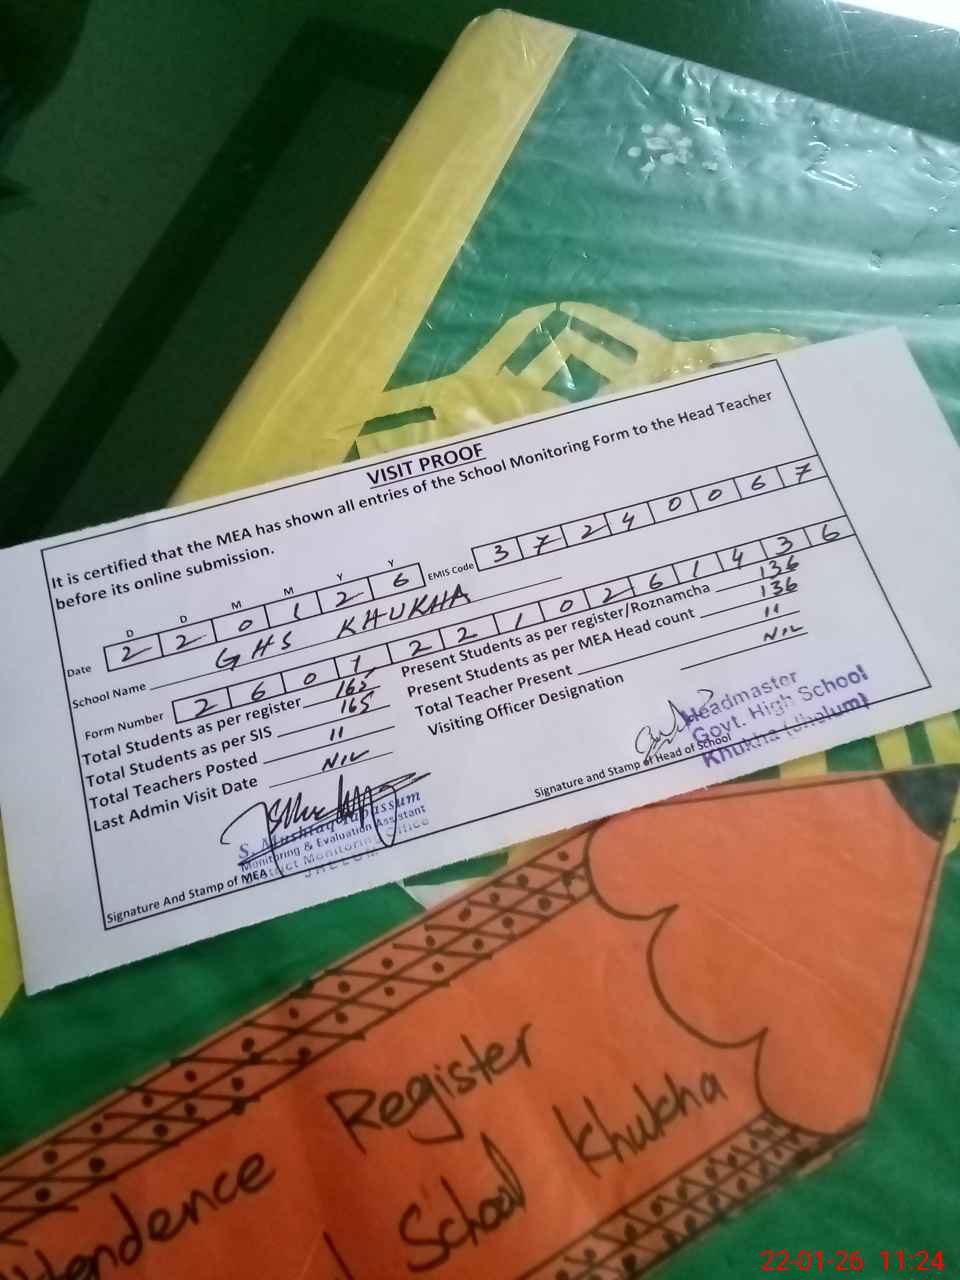 VISIT PROOF
It is certified that the MEA has shown all entries of the School Monitoring Form to the Head Teacher
before its online submission.
D D M M Y Y
Date 2 2 0 1 2 6 EMIS Code 3 7 2 4 0 0 6 7
School Name GHS KHUKHA
Form Number 2 6 0 1 2 2 1 0 2 6 1 4 3 6
Total Students as per register 165
Total Students as per SIS 165
Total Teachers Posted 11
Last Admin Visit Date NIL
Present Students as per register/Roznamcha 136
Present Students as per MEA Head count 136
Total Teacher Present 11
Visiting Officer Designation NIL
S. Mushtaq Tabassum
Monitoring & Evaluation Assistant
District Monitoring Office
JHELUM
Signature And Stamp of MEA
Headmaster
Govt. High School
Khukha (Jhelum)
Signature and Stamp of Head of School
Register
School Khukha
22-01-26 11:24